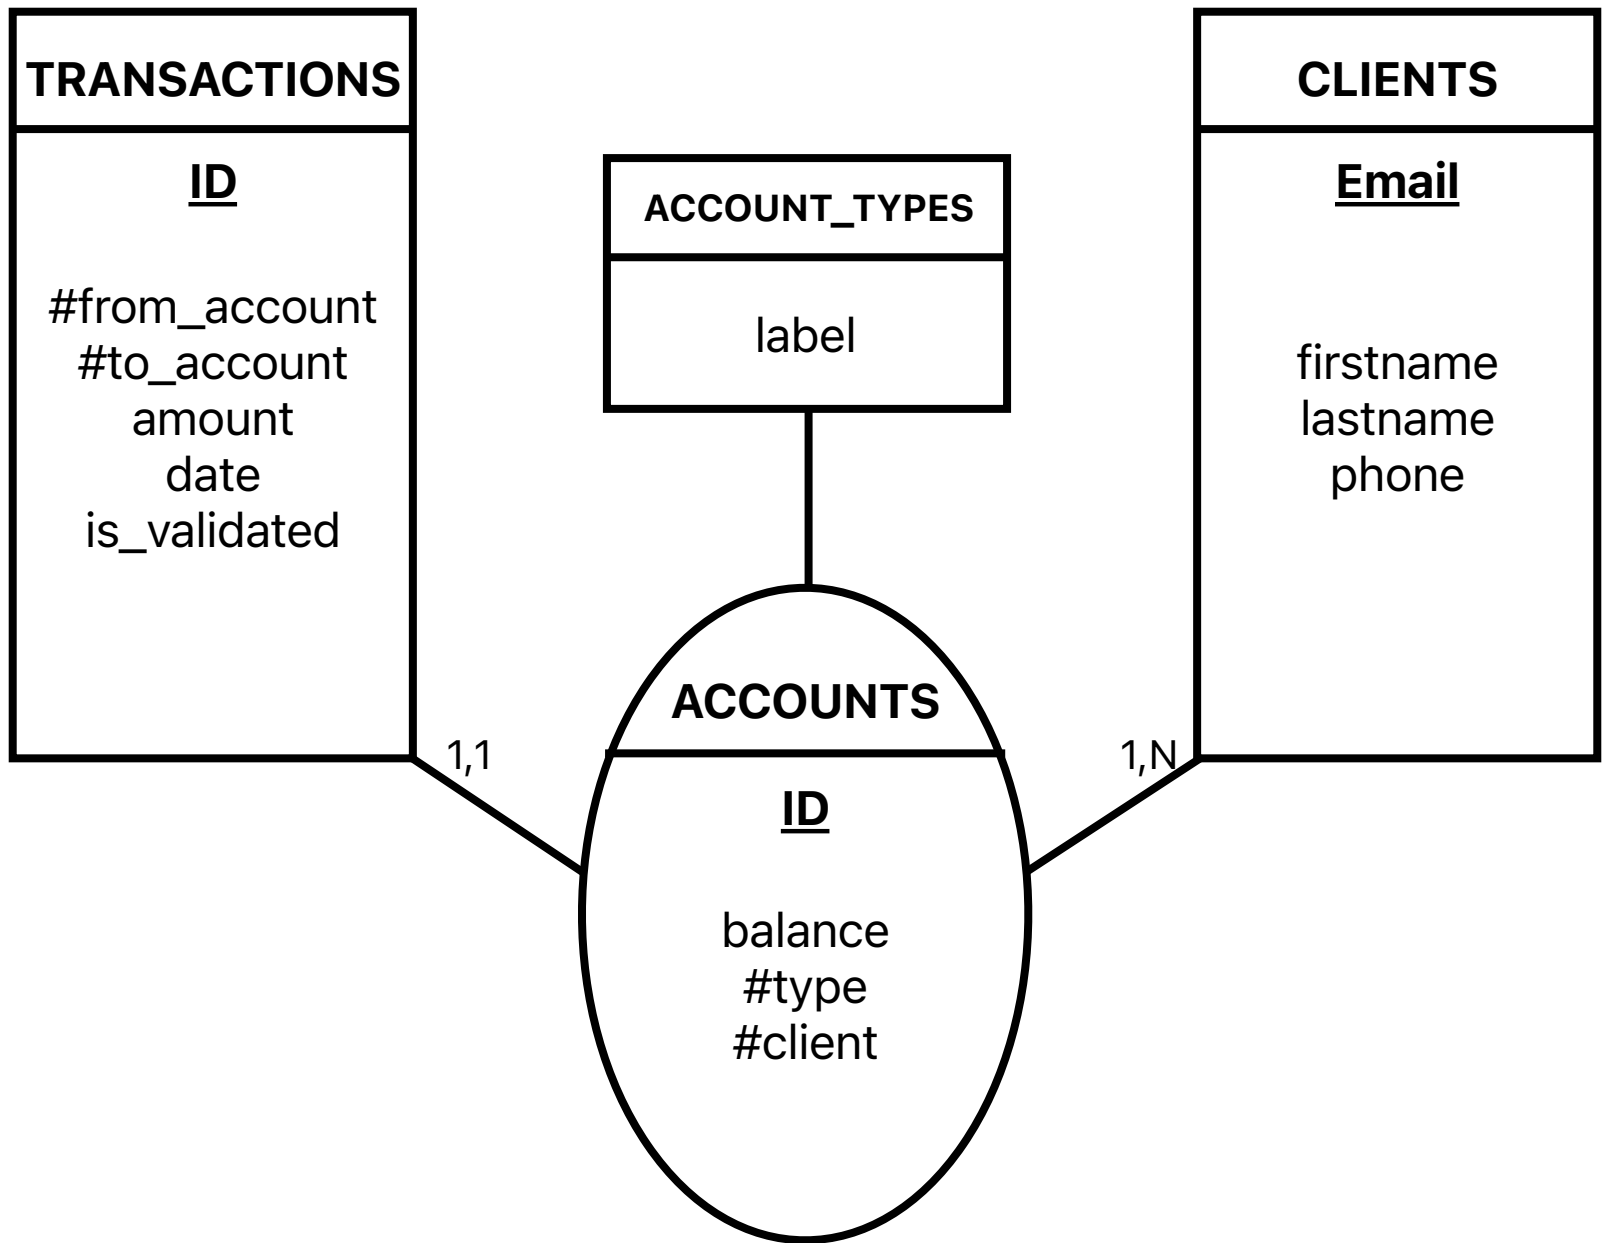 TRANSACTIONS
ID
#from_account
#to_account
amount
date
is_validated
ACCOUNT_TYPES
label
CLIENTS
Email
firstname
lastname
phone
1,1
1,N
ACCOUNTS
ID
balance
#type
#client